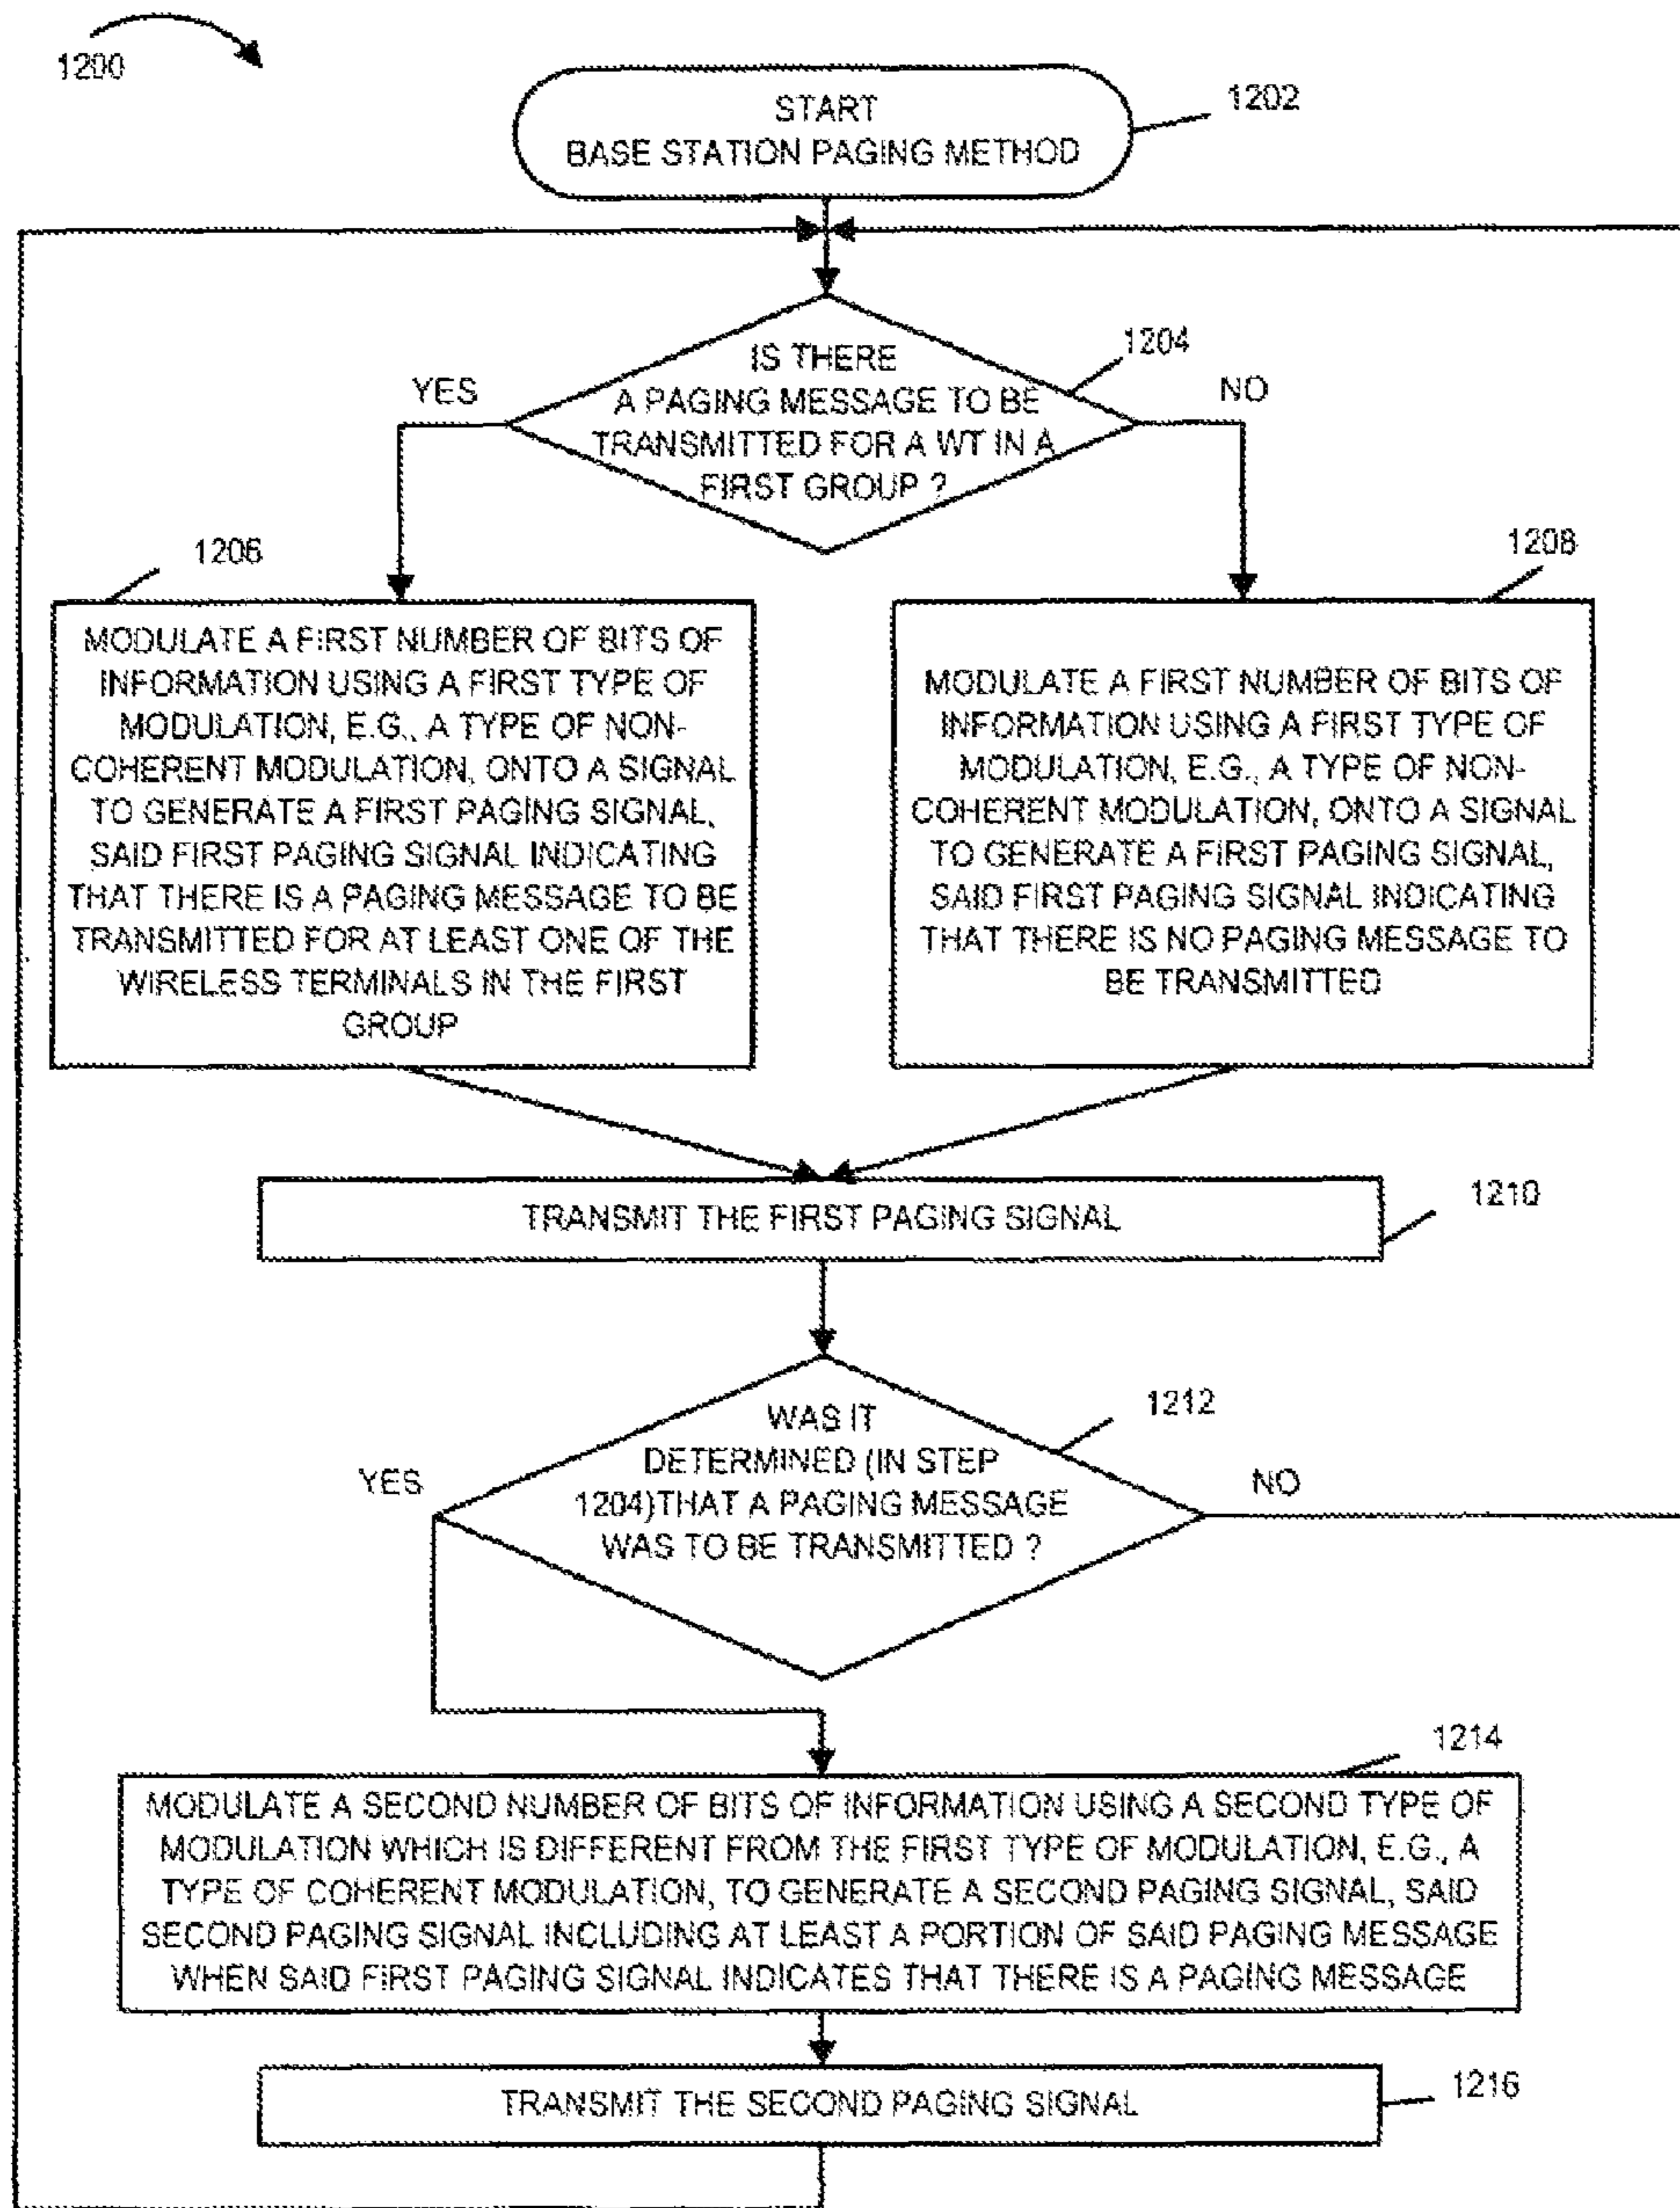 1200
START
BASE STATION PAGING METHOD
1202
IS THERE
A PAGING MESSAGE TO BE
TRANSMITTED FOR A WT IN A
FIRST GROUP ?
1204
YES
NO
1206
MODULATE A FIRST NUMBER OF BITS OF
INFORMATION USING A FIRST TYPE OF
MODULATION, E.G., A TYPE OF NON-
COHERENT MODULATION, ONTO A SIGNAL
TO GENERATE A FIRST PAGING SIGNAL,
SAID FIRST PAGING SIGNAL INDICATING
THAT THERE IS A PAGING MESSAGE TO BE
TRANSMITTED FOR AT LEAST ONE OF THE
WIRELESS TERMINALS IN THE FIRST
GROUP
1208
MODULATE A FIRST NUMBER OF BITS OF
INFORMATION USING A FIRST TYPE OF
MODULATION, E.G., A TYPE OF NON-
COHERENT MODULATION, ONTO A SIGNAL
TO GENERATE A FIRST PAGING SIGNAL,
SAID FIRST PAGING SIGNAL INDICATING
THAT THERE IS NO PAGING MESSAGE TO
BE TRANSMITTED
TRANSMIT THE FIRST PAGING SIGNAL
1210
WAS IT
DETERMINED (IN STEP
1204)THAT A PAGING MESSAGE
WAS TO BE TRANSMITTED ?
1212
YES
NO
1214
MODULATE A SECOND NUMBER OF BITS OF INFORMATION USING A SECOND TYPE OF
MODULATION WHICH IS DIFFERENT FROM THE FIRST TYPE OF MODULATION, E.G., A
TYPE OF COHERENT MODULATION, TO GENERATE A SECOND PAGING SIGNAL, SAID
SECOND PAGING SIGNAL INCLUDING AT LEAST A PORTION OF SAID PAGING MESSAGE
WHEN SAID FIRST PAGING SIGNAL INDICATES THAT THERE IS A PAGING MESSAGE
TRANSMIT THE SECOND PAGING SIGNAL
1216